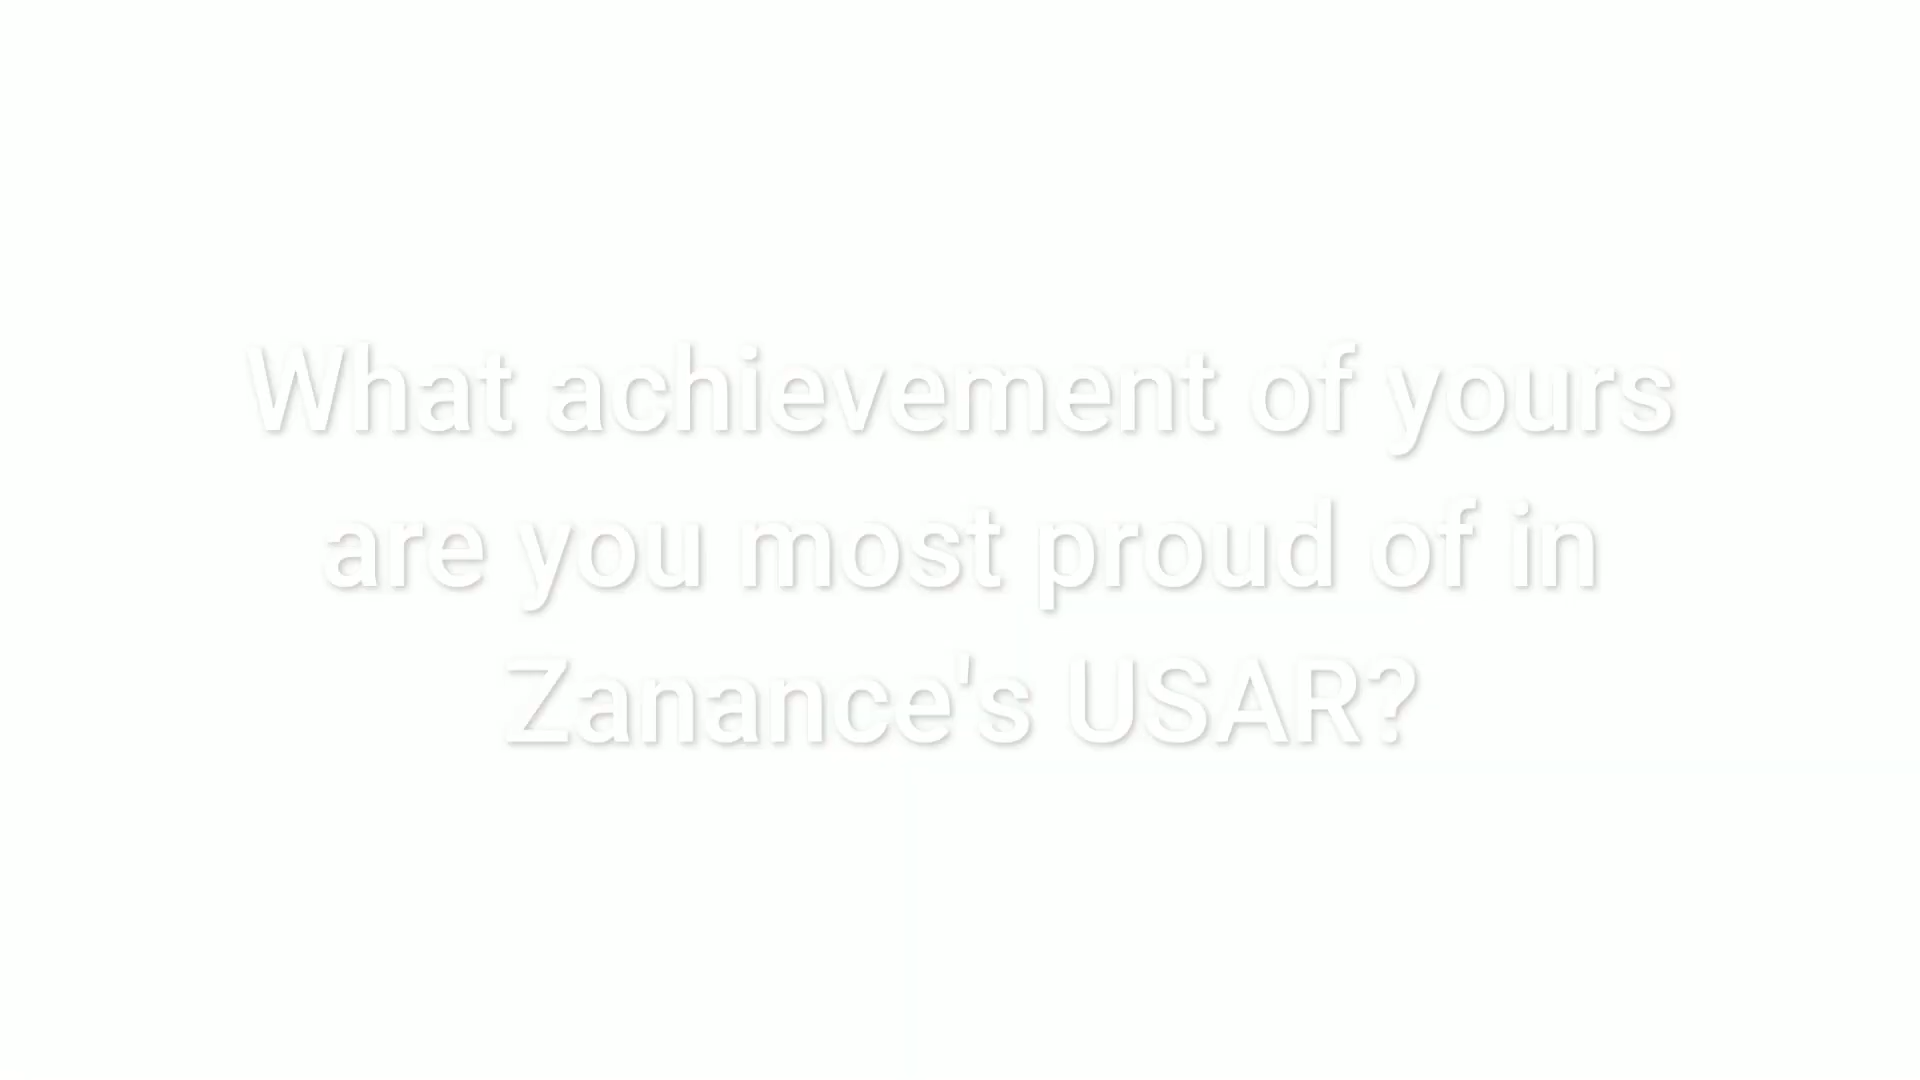 What achievement of yours
are you most proud of in
Zanance's USAR?